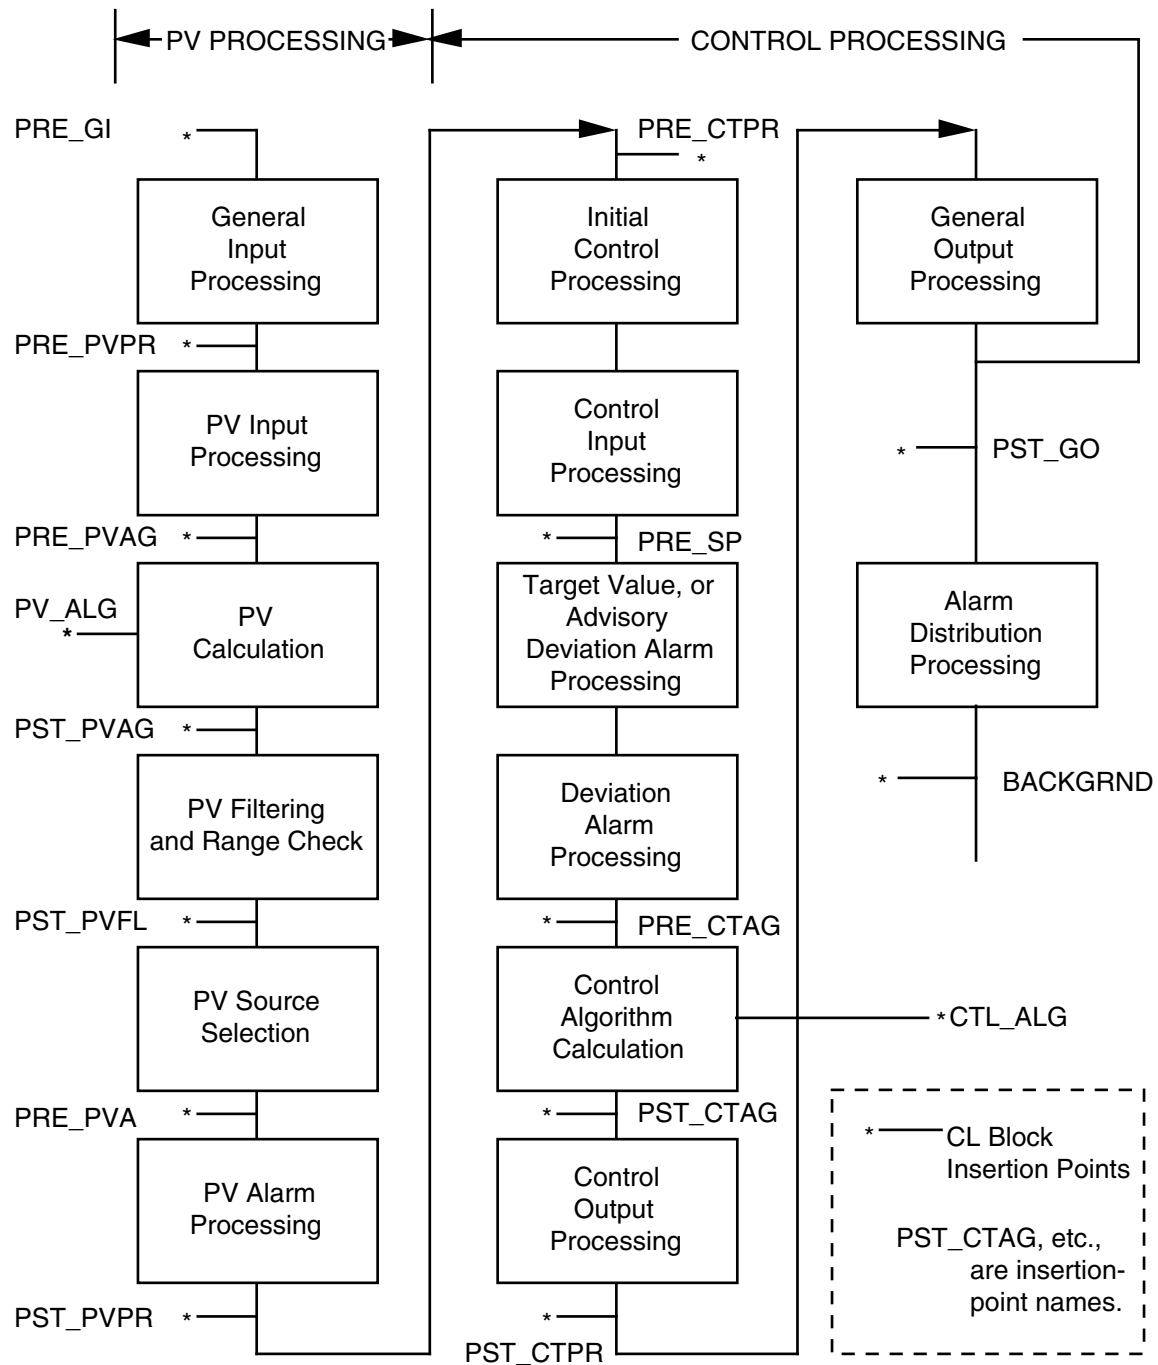 PV PROCESSING
CONTROL PROCESSING
PRE_GI
*
General
Input
Processing
PRE_PVPR
*
PV Input
Processing
PRE_PVAG
*
PV_ALG
*
PV
Calculation
PST_PVAG
*
PV Filtering
and Range Check
PST_PVFL
*
PV Source
Selection
PRE_PVA
*
PV Alarm
Processing
PST_PVPR
*
PRE_CTPR
*
Initial
Control
Processing
Control
Input
Processing
*
PRE_SP
Target Value, or
Advisory
Deviation Alarm
Processing
Deviation
Alarm
Processing
*
PRE_CTAG
Control
Algorithm
Calculation
*CTL_ALG
*
PST_CTAG
Control
Output
Processing
*
PST_CTPR
General
Output
Processing
*
PST_GO
Alarm
Distribution
Processing
*
BACKGRND
*
CL Block
Insertion Points
PST_CTAG, etc.,
are insertion-
point names.